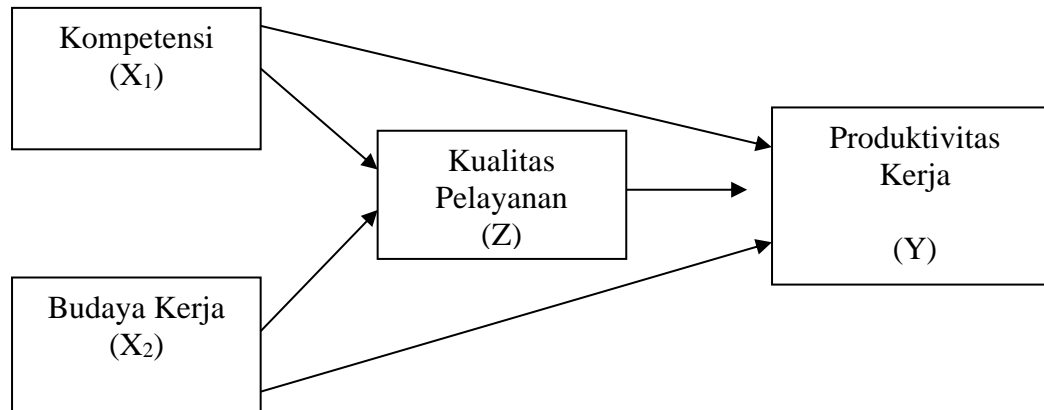 Kompetensi
(X₁)
Kualitas
Pelayanan
(Z)
Produktivitas
Kerja
(Y)
Budaya Kerja
(X₂)